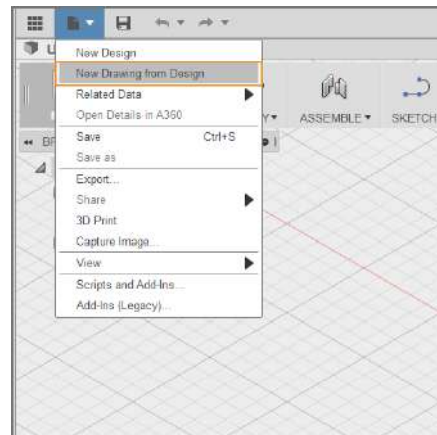 New Design
New Drawing from Design
Related Data
Open Details in A360
Save Ctrl+S
Save as
Export...
Share
3D Print
Capture Image...
View
Scripts and Add-Ins...
Add-Ins (Legacy)...
ASSEMBLE
SKETCH